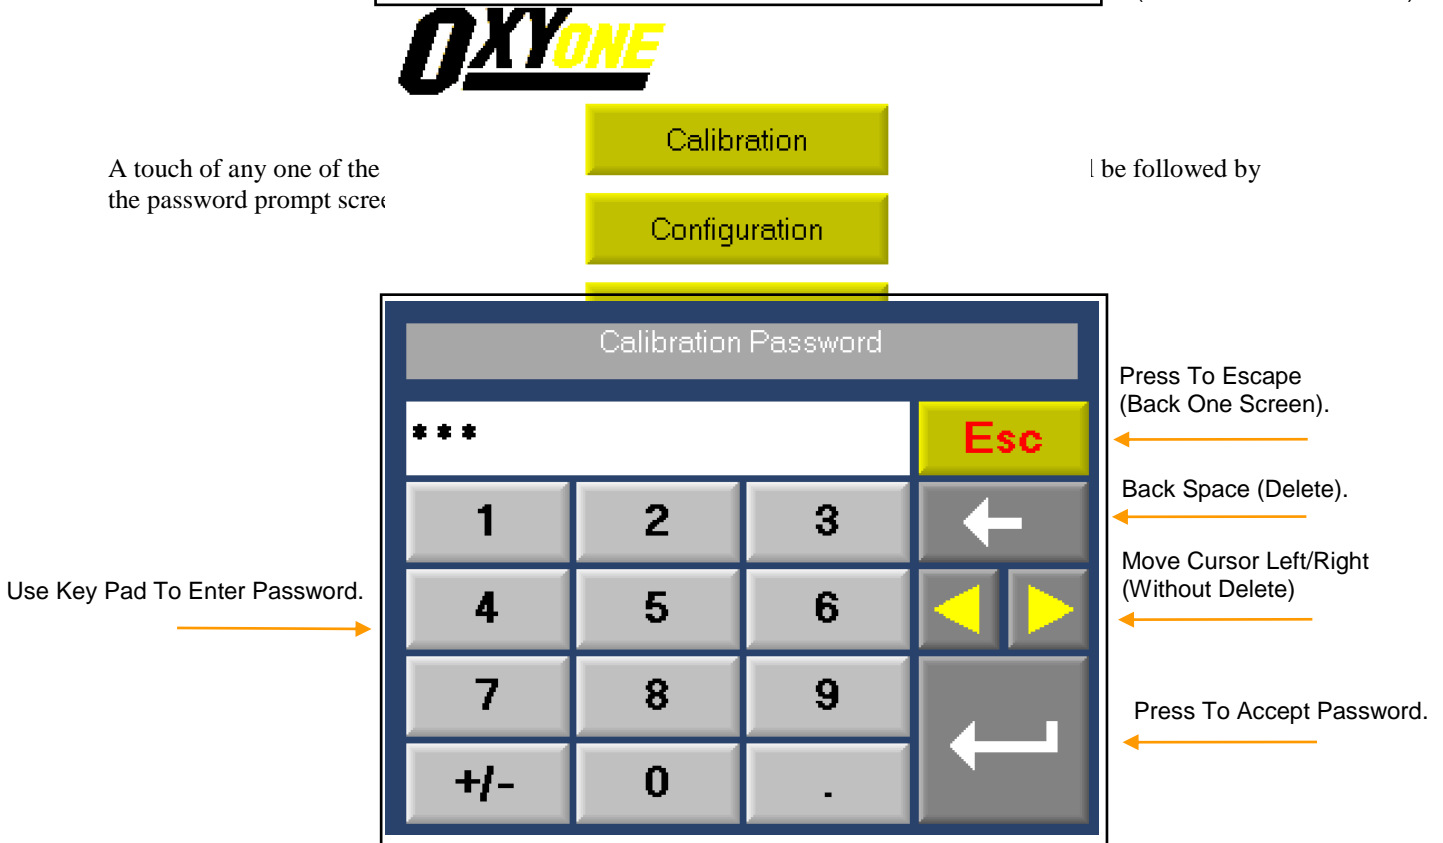 OXYONE
Calibration
A touch of any one of the
be followed by
the password prompt
Configuration
Calibration Password
Press To Escape
(Back One Screen).
***
Esc
Back Space (Delete).
1 2 3
Move Cursor Left/Right
(Without Delete)
Use Key Pad To Enter Password.
4 5 6
7 8 9
Press To Accept Password.
+/- 0 .